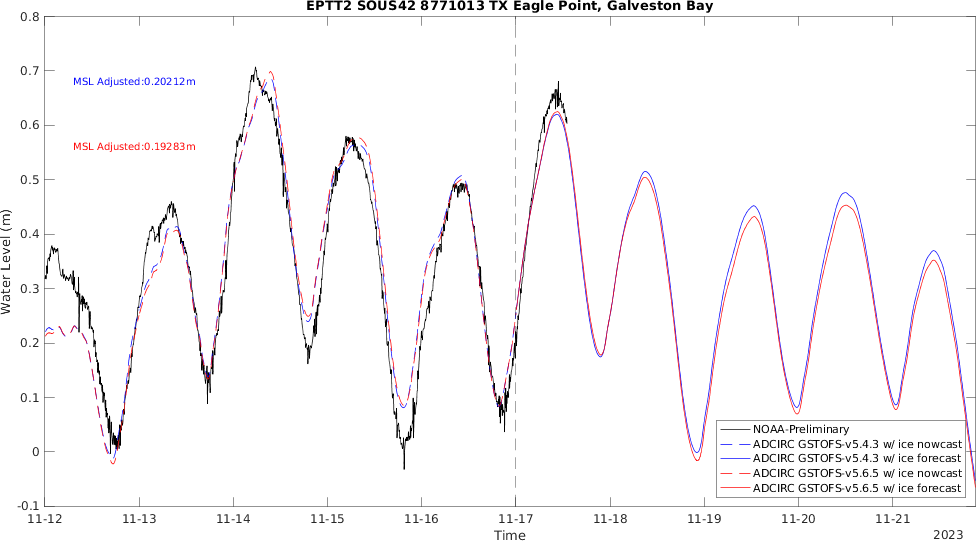 EPTT2 SOUS42 8771013 TX Eagle Point, Galveston Bay
0.8
0.7
0.6
0.5
0.4
0.3
0.2
0.1
0
-0.1
Water Level (m)
MSL Adjusted:0.20212m
MSL Adjusted:0.19283m
NOAA-Preliminary
ADCIRC GSTOFS-v5.4.3 w/ ice nowcast
ADCIRC GSTOFS-v5.4.3 w/ ice forecast
ADCIRC GSTOFS-v5.6.5 w/ ice nowcast
ADCIRC GSTOFS-v5.6.5 w/ ice forecast
11-12 11-13 11-14 11-15 11-16 11-17 11-18 11-19 11-20 11-21
Time
2023